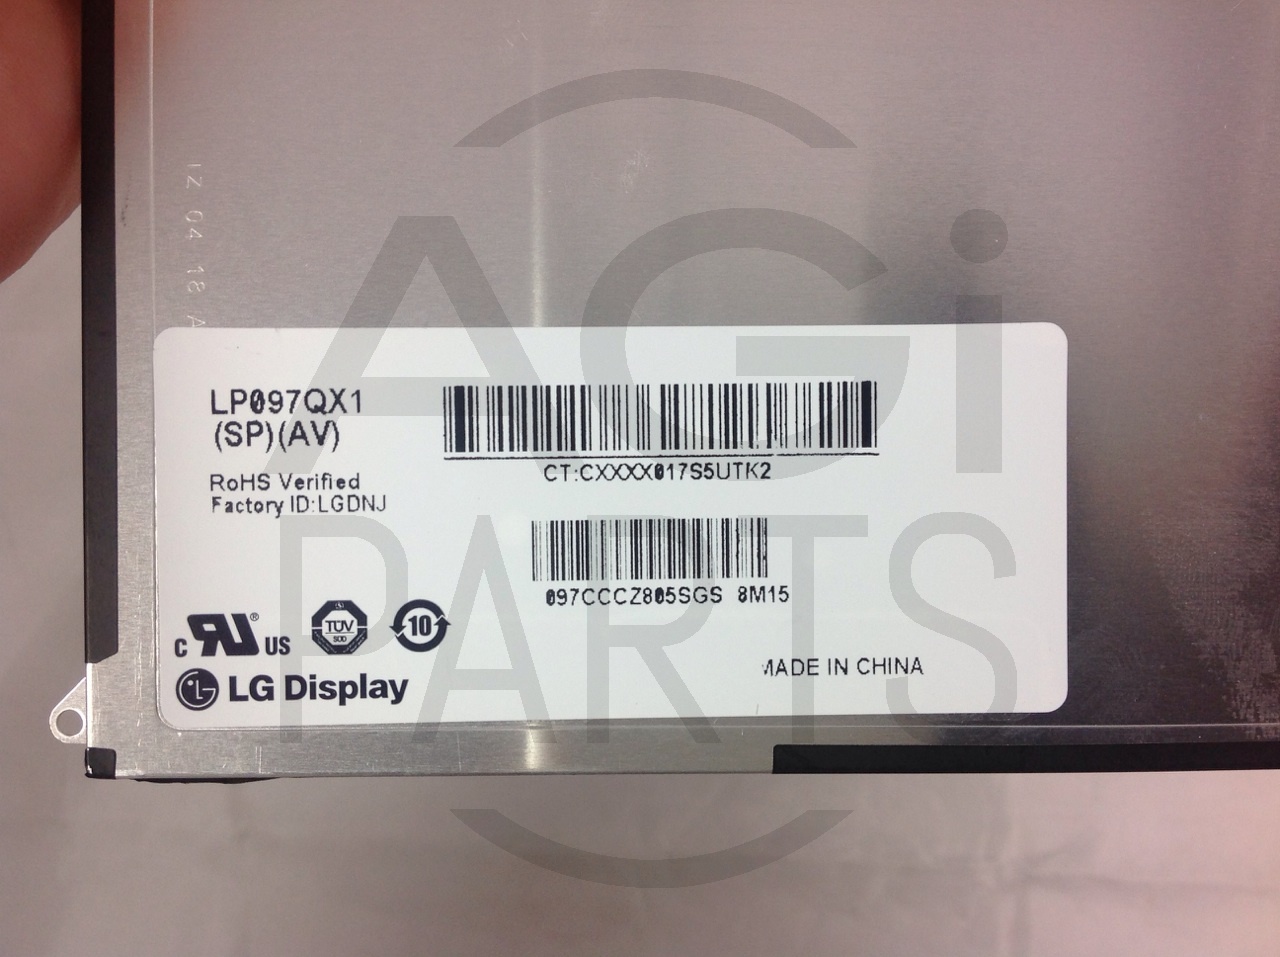 IZ 04 18 A
LP097QX1
(SP)(AV)
RoHS Verified
Factory ID:LGDNJ
CT:CXXXX017S5UTK2
097CCCZ805SGS 8M15
C RU ® US
TÜV
10
LG Display
MADE IN CHINA
AGi
PARTS